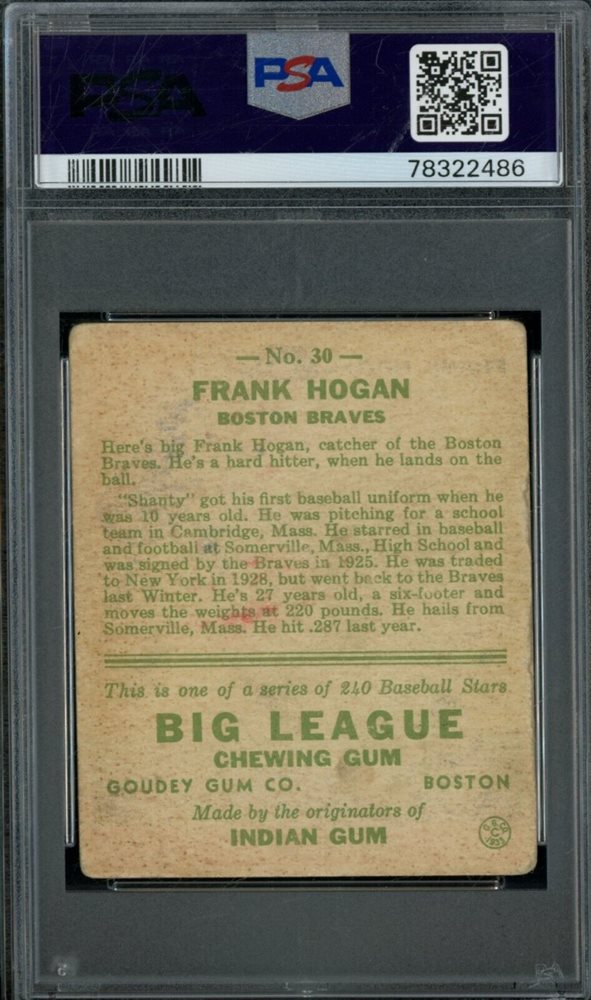 PSA
PSA
78322486
— No. 30 —
FRANK HOGAN
BOSTON BRAVES
Here's big Frank Hogan, catcher of the Boston
Braves. He's a hard hitter, when he lands on the
ball.
"Shanty" got his first baseball uniform when he
was 10 years old. He was pitching for a school
team in Cambridge, Mass. He starred in baseball
and football at Somerville, Mass., High School and
was signed by the Braves in 1925. He was traded
to New York in 1928, but went back to the Braves
last Winter. He's 27 years old, a six-footer and
moves the weights at 220 pounds. He hails from
Somerville, Mass. He hit .287 last year.
This is one of a series of 240 Baseball Stars
BIG LEAGUE
CHEWING GUM
GOUDEY GUM CO. BOSTON
Made by the originators of
INDIAN GUM
G. G. CO.
C
1933